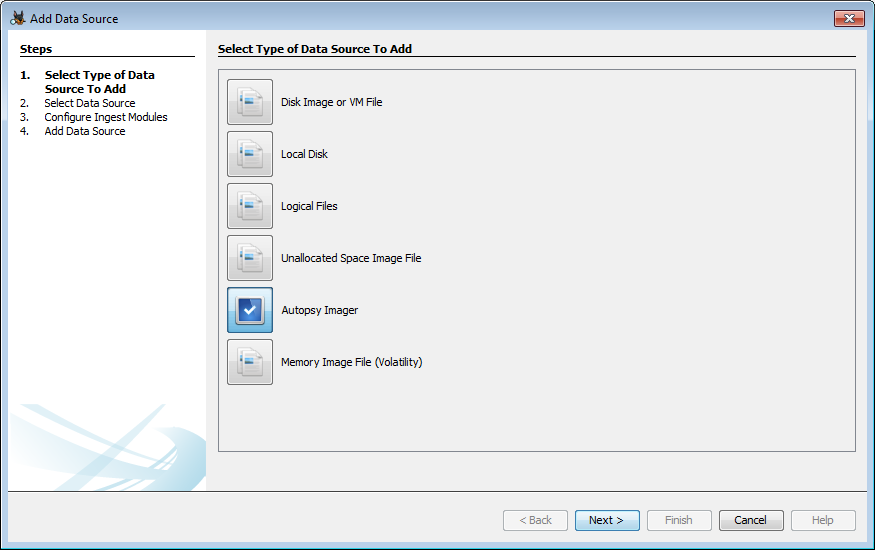 Add Data Source
Steps
1. Select Type of Data
Source To Add
2. Select Data Source
3. Configure Ingest Modules
4. Add Data Source
Select Type of Data Source To Add
Disk Image or VM File
Local Disk
Logical Files
Unallocated Space Image File
Autopsy Imager
Memory Image File (Volatility)
< Back
Next >
Finish
Cancel
Help